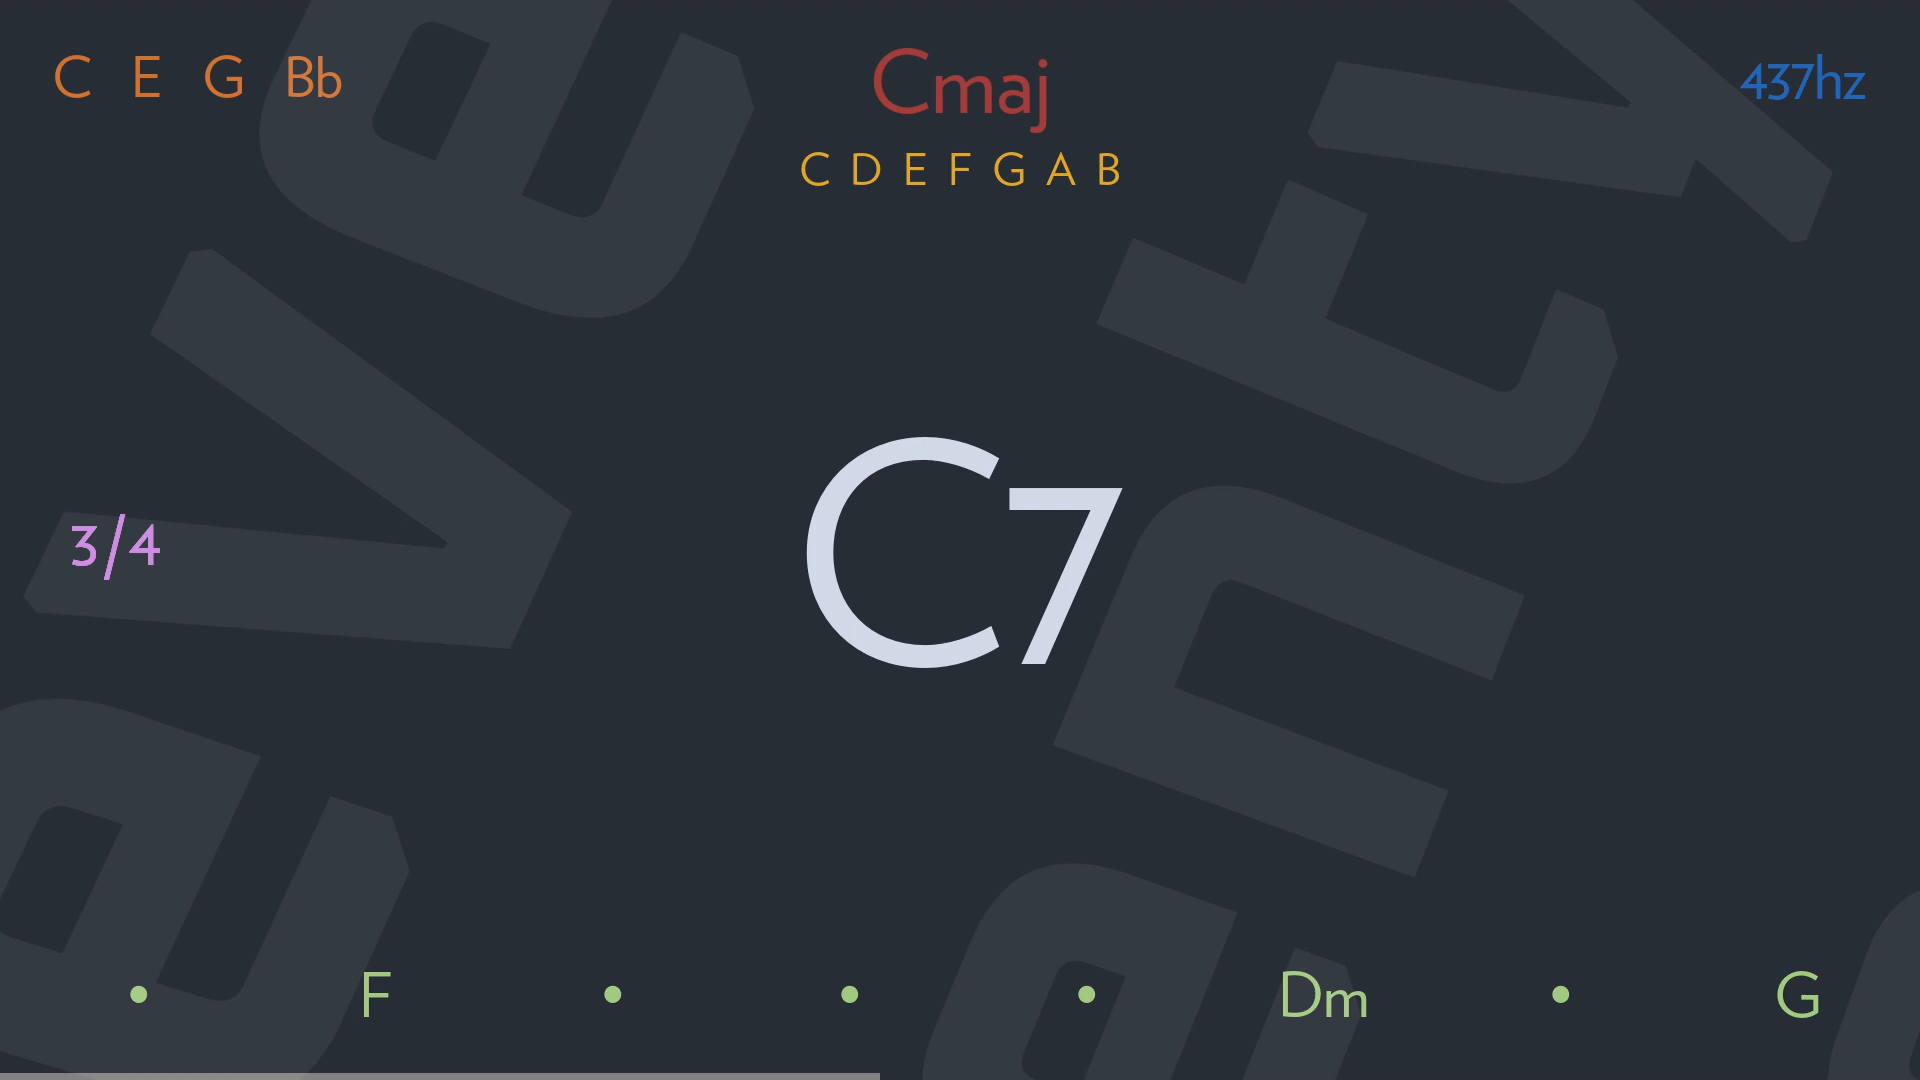 C E G Bb
Cmaj
437hz
C D E F G A B
C7
3/4
• F • • • Dm • G